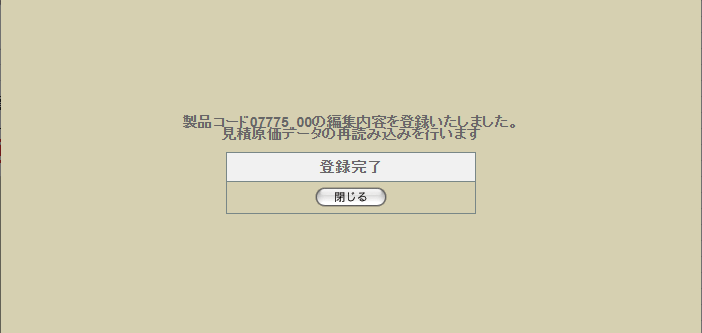 製品コード07775_00の編集内容を登録いたしました。
見積原価データの再読み込みを行います
登録完了
閉じる